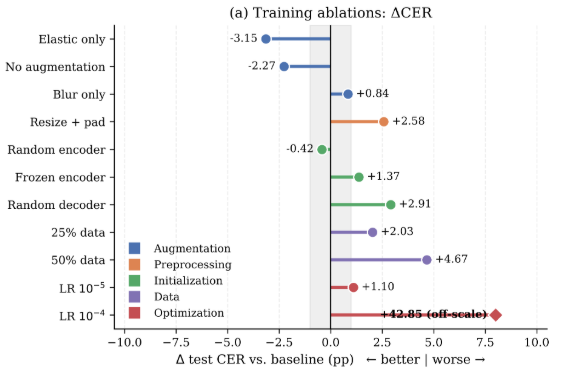 (a) Training ablations: ΔCER
Elastic only -3.15
No augmentation -2.27
Blur only +0.84
Resize + pad +2.58
Random encoder -0.42
Frozen encoder +1.37
Random decoder +2.91
25% data +2.03
50% data +4.67
LR 10⁻⁵ +1.10
LR 10⁻⁴ +42.85 (off-scale)
Augmentation
Preprocessing
Initialization
Data
Optimization
−10.0 −7.5 −5.0 −2.5 0.0 2.5 5.0 7.5 10.0
Δ test CER vs. baseline (pp) ← better | worse →